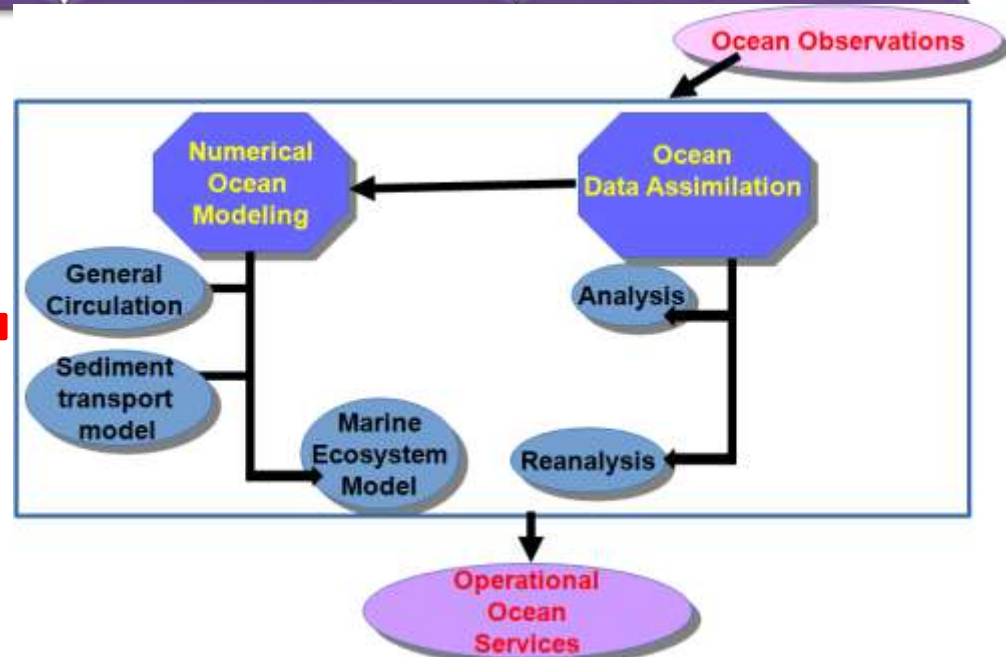 Ocean Observations
Numerical
Ocean
Modeling
Ocean
Data Assimilation
General
Circulation
Analysis
Sediment
transport
model
Marine
Ecosystem
Model
Reanalysis
Operational
Ocean
Services